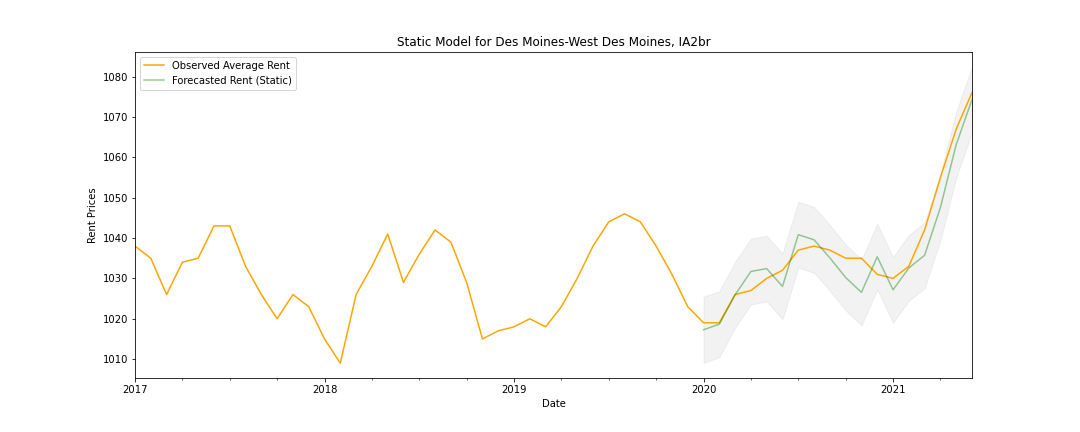 Static Model for Des Moines-West Des Moines, IA2br
Observed Average Rent
Forecasted Rent (Static)
1080
1070
1060
1050
1040
1030
1020
1010
Rent Prices
2017
2018
2019
2020
2021
Date